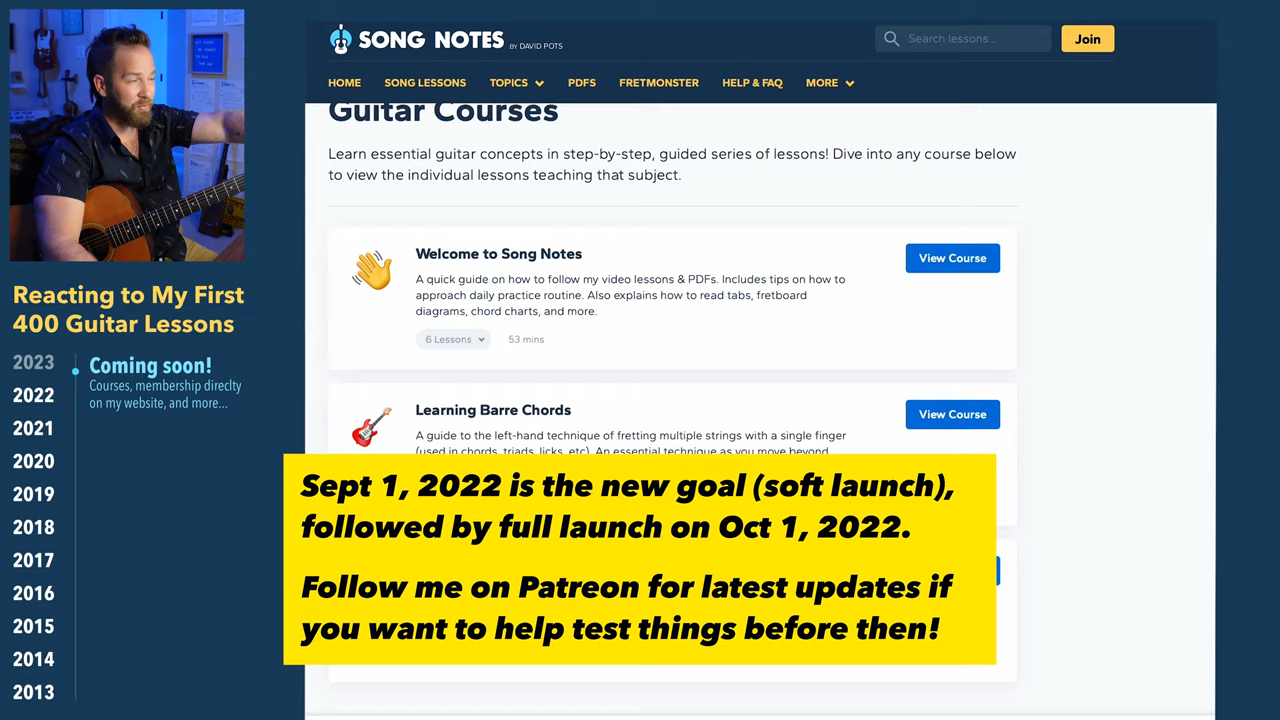 SONG NOTES BY DAVID POTS
Search lessons...
Join
HOME SONG LESSONS TOPICS PDFS FRETMONSTER HELP & FAQ MORE
Guitar Courses
Learn essential guitar concepts in step-by-step, guided series of lessons! Dive into any course below
to view the individual lessons teaching that subject.
Welcome to Song Notes
View Course
A quick guide on how to follow my video lessons & PDFs. Includes tips on how to
approach daily practice routine. Also explains how to read tabs, fretboard
diagrams, chord charts, and more.
6 Lessons 53 mins
Learning Barre Chords
View Course
A guide to the left-hand technique of fretting multiple strings with a single finger
(used in chords, triads, licks, etc). An essential technique as you move beyond
Sept 1, 2022 is the new goal (soft launch),
followed by full launch on Oct 1, 2022.
Follow me on Patreon for latest updates if
you want to help test things before then!
Reacting to My First
400 Guitar Lessons
2023
Coming soon!
Courses, membership direclty
on my website, and more...
2022
2021
2020
2019
2018
2017
2016
2015
2014
2013